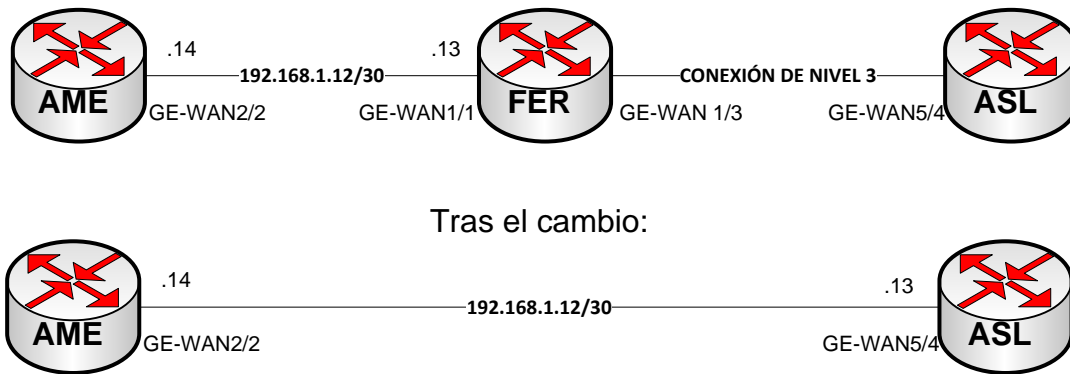 .14
.13
192.168.1.12/30
CONEXIÓN DE NIVEL 3
AME
FER
ASL
GE-WAN2/2
GE-WAN1/1
GE-WAN 1/3
GE-WAN5/4
Tras el cambio:
.14
.13
192.168.1.12/30
AME
ASL
GE-WAN2/2
GE-WAN5/4